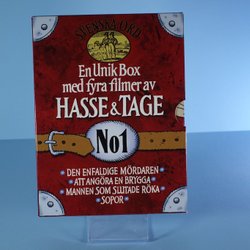 SVENSKA LJUD
En Unik Box
med fyra filmer av
HASSE & TAGE
No1
DEN ENFALDIGE MÖRDAREN
ATT ANGÖRA EN BRYGGA
MANNEN SOM SLUTADE RÖKA
SOPOR